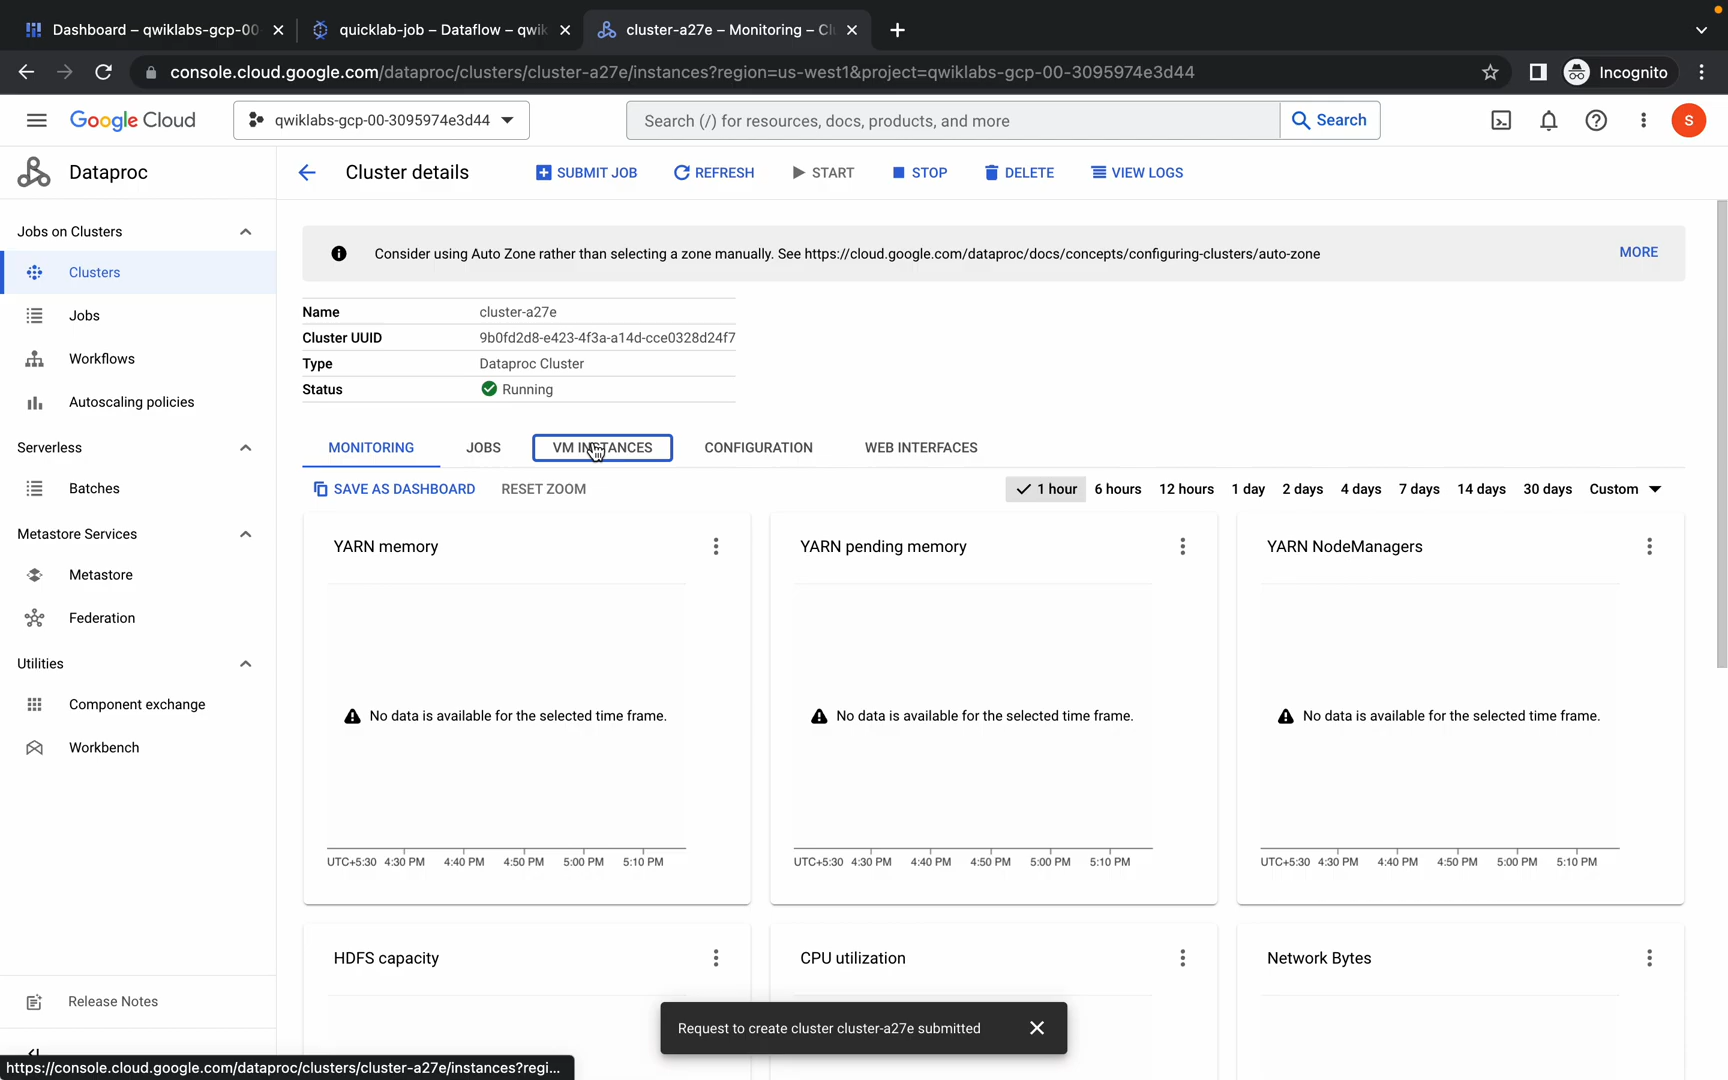 Dashboard – qwiklabs-gcp-00
quicklab-job – Dataflow – qwik
cluster-a27e – Monitoring – Cl
console.cloud.google.com/dataproc/clusters/cluster-a27e/instances?region=us-west1&project=qwiklabs-gcp-00-3095974e3d44
Incognito
Google Cloud
qwiklabs-gcp-00-3095974e3d44
Search (/) for resources, docs, products, and more
Search
S
Dataproc
Cluster details
SUBMIT JOB
REFRESH
START
STOP
DELETE
VIEW LOGS
Jobs on Clusters
Clusters
Jobs
Workflows
Autoscaling policies
Serverless
Batches
Metastore Services
Metastore
Federation
Utilities
Component exchange
Workbench
Release Notes
Consider using Auto Zone rather than selecting a zone manually. See https://cloud.google.com/dataproc/docs/concepts/configuring-clusters/auto-zone
MORE
Name cluster-a27e
Cluster UUID 9b0fd2d8-e423-4f3a-a14d-cce0328d24f7
Type Dataproc Cluster
Status Running
MONITORING
JOBS
VM INSTANCES
CONFIGURATION
WEB INTERFACES
SAVE AS DASHBOARD
RESET ZOOM
1 hour 6 hours 12 hours 1 day 2 days 4 days 7 days 14 days 30 days Custom
YARN memory
No data is available for the selected time frame.
UTC+5:30 4:30 PM 4:40 PM 4:50 PM 5:00 PM 5:10 PM
YARN pending memory
No data is available for the selected time frame.
UTC+5:30 4:30 PM 4:40 PM 4:50 PM 5:00 PM 5:10 PM
YARN NodeManagers
No data is available for the selected time frame.
UTC+5:30 4:30 PM 4:40 PM 4:50 PM 5:00 PM 5:10 PM
HDFS capacity
CPU utilization
Network Bytes
Request to create cluster cluster-a27e submitted
https://console.cloud.google.com/dataproc/clusters/cluster-a27e/instances?regi...